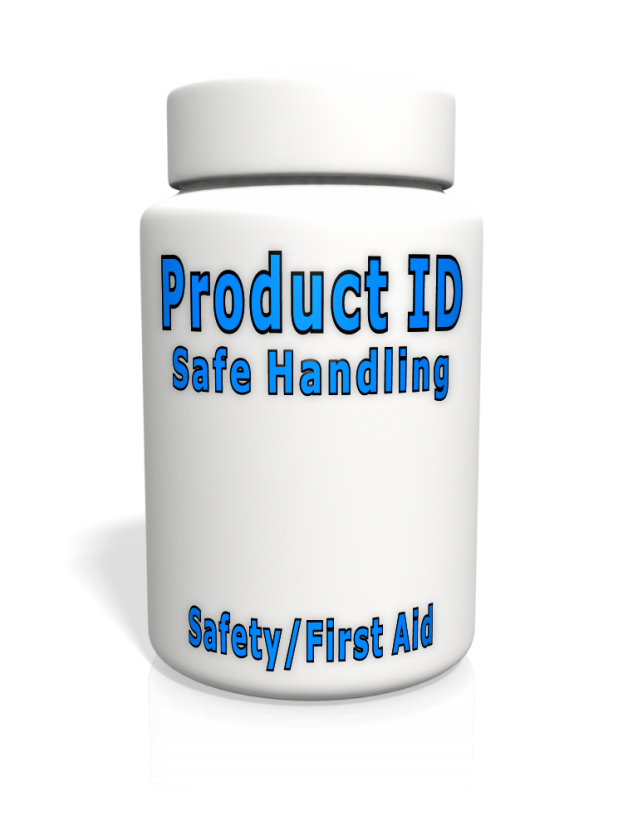 Product ID
Safe Handling
Safety/First Aid